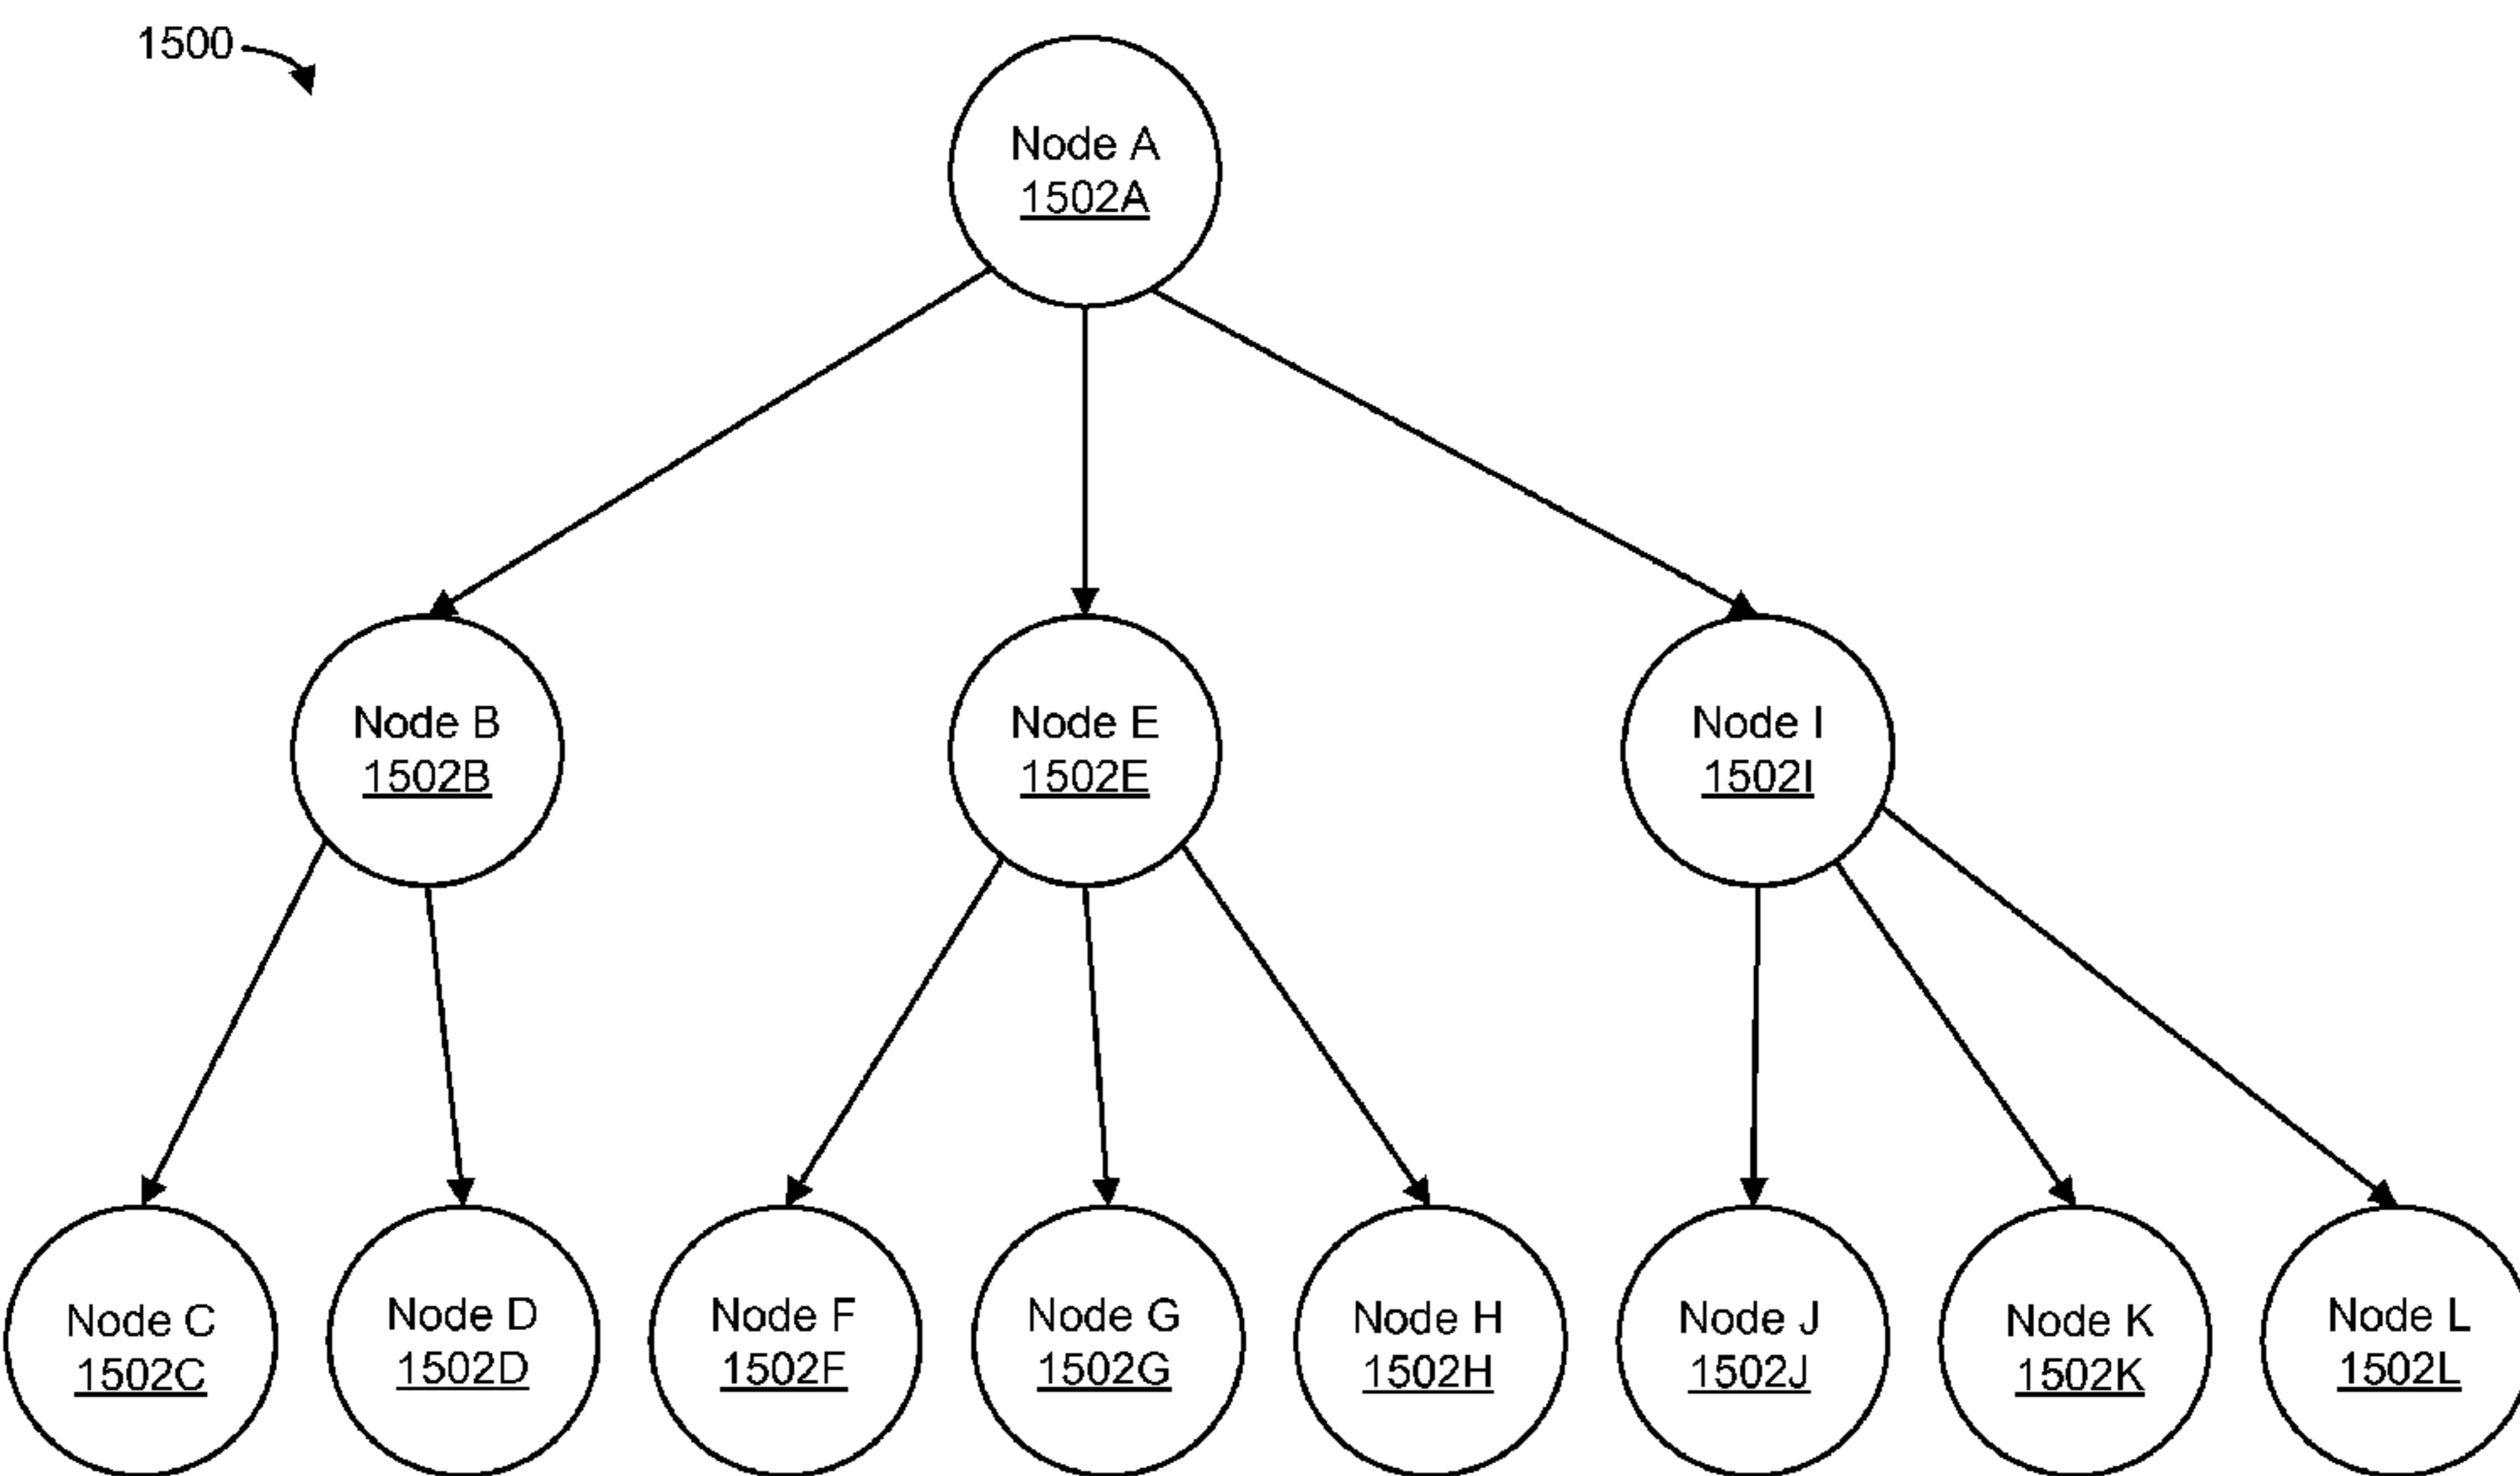 1500
Node A
1502A
Node B
1502B
Node E
1502E
Node I
1502I
Node C
1502C
Node D
1502D
Node F
1502F
Node G
1502G
Node H
1502H
Node J
1502J
Node K
1502K
Node L
1502L